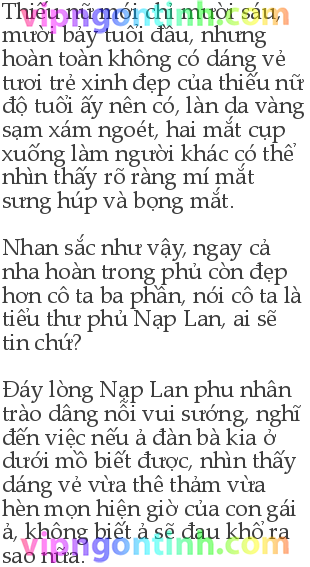 Thiếu nữ mới chỉ mười sáu,
mười bảy tuổi đầu, nhưng
hoàn toàn không có dáng vẻ
tươi trẻ xinh đẹp của thiếu nữ
độ tuổi ấy nên có, làn da vàng
sạm xám ngoét, hai mắt cụp
xuống làm người khác có thể
nhìn thấy rõ ràng mí mắt
sưng húp và bọng mắt.
Nhan sắc như vậy, ngay cả
nha hoàn trong phủ còn đẹp
hơn cô ta ba phần, nói cô ta là
tiểu thư phủ Nạp Lan, ai sẽ
tin chứ?
Đáy lòng Nạp Lan phu nhân
trào dâng nỗi vui sướng, nghĩ
đến việc nếu ả đàn bà kia ở
dưới mồ biết được, nhìn thấy
dáng vẻ vừa thê thảm vừa
hèn mọn hiện giờ của con gái
ả, không biết ả sẽ đau khổ ra
sao nữa.
vipngontinh.com
vipngontinh.com